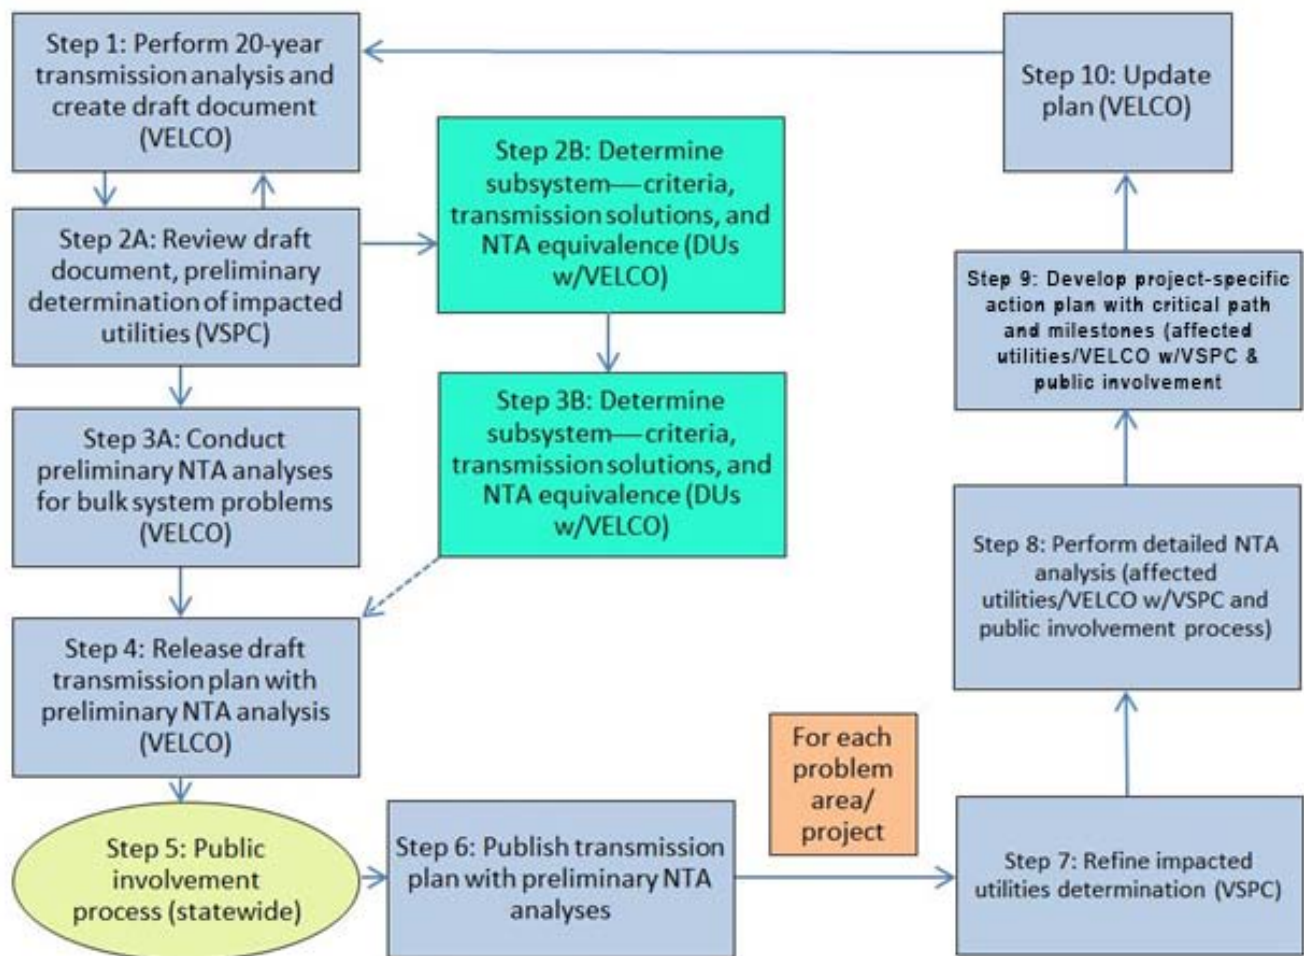 Step 1: Perform 20-year
transmission analysis and
create draft document
(VELCO)
Step 2A: Review draft
document, preliminary
determination of impacted
utilities (VSPC)
Step 2B: Determine
subsystem—criteria,
transmission solutions, and
NTA equivalence (DUs
w/VELCO)
Step 3A: Conduct
preliminary NTA analyses
for bulk system problems
(VELCO)
Step 3B: Determine
subsystem—criteria,
transmission solutions, and
NTA equivalence (DUs
w/VELCO)
Step 4: Release draft
transmission plan with
preliminary NTA analysis
(VELCO)
Step 5: Public
involvement
process (statewide)
Step 6: Publish transmission
plan with preliminary NTA
analyses
For each
problem
area/
project
Step 7: Refine impacted
utilities determination (VSPC)
Step 8: Perform detailed NTA
analysis (affected
utilities/VELCO w/VSPC and
public involvement process)
Step 9: Develop project-specific
action plan with critical path
and milestones (affected
utilities/VELCO w/VSPC &
public involvement
Step 10: Update
plan (VELCO)